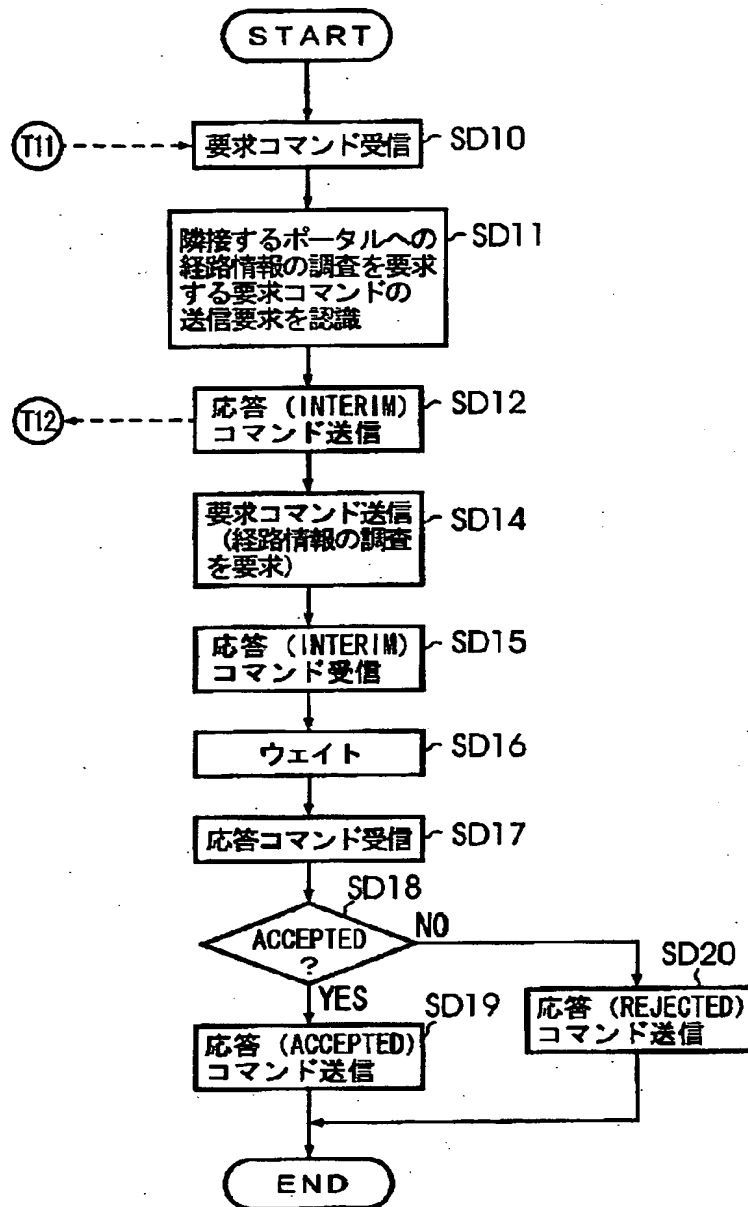 START
T11
要求コマンド受信
SD10
隣接するポータルへの
経路情報の調査を要求
する要求コマンドの
送信要求を認識
SD11
T12
応答 (INTERIM)
コマンド送信
SD12
要求コマンド送信
(経路情報の調査
を要求)
SD14
応答 (INTERIM)
コマンド受信
SD15
ウェイト
SD16
応答コマンド受信
SD17
SD18
ACCEPTED
?
NO
YES
SD19
応答 (ACCEPTED)
コマンド送信
SD20
応答 (REJECTED)
コマンド送信
END